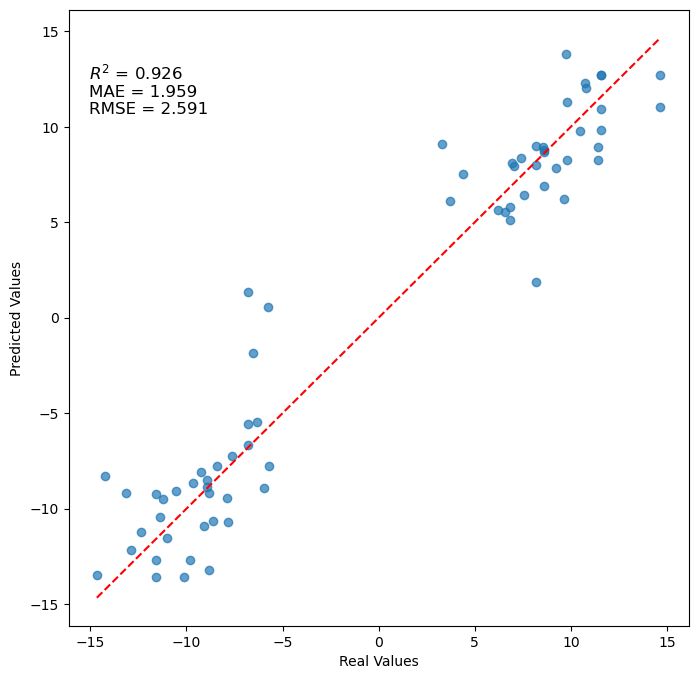 R² = 0.926
MAE = 1.959
RMSE = 2.591
15
10
5
0
−5
−10
−15
Predicted Values
−15 −10 −5 0 5 10 15
Real Values